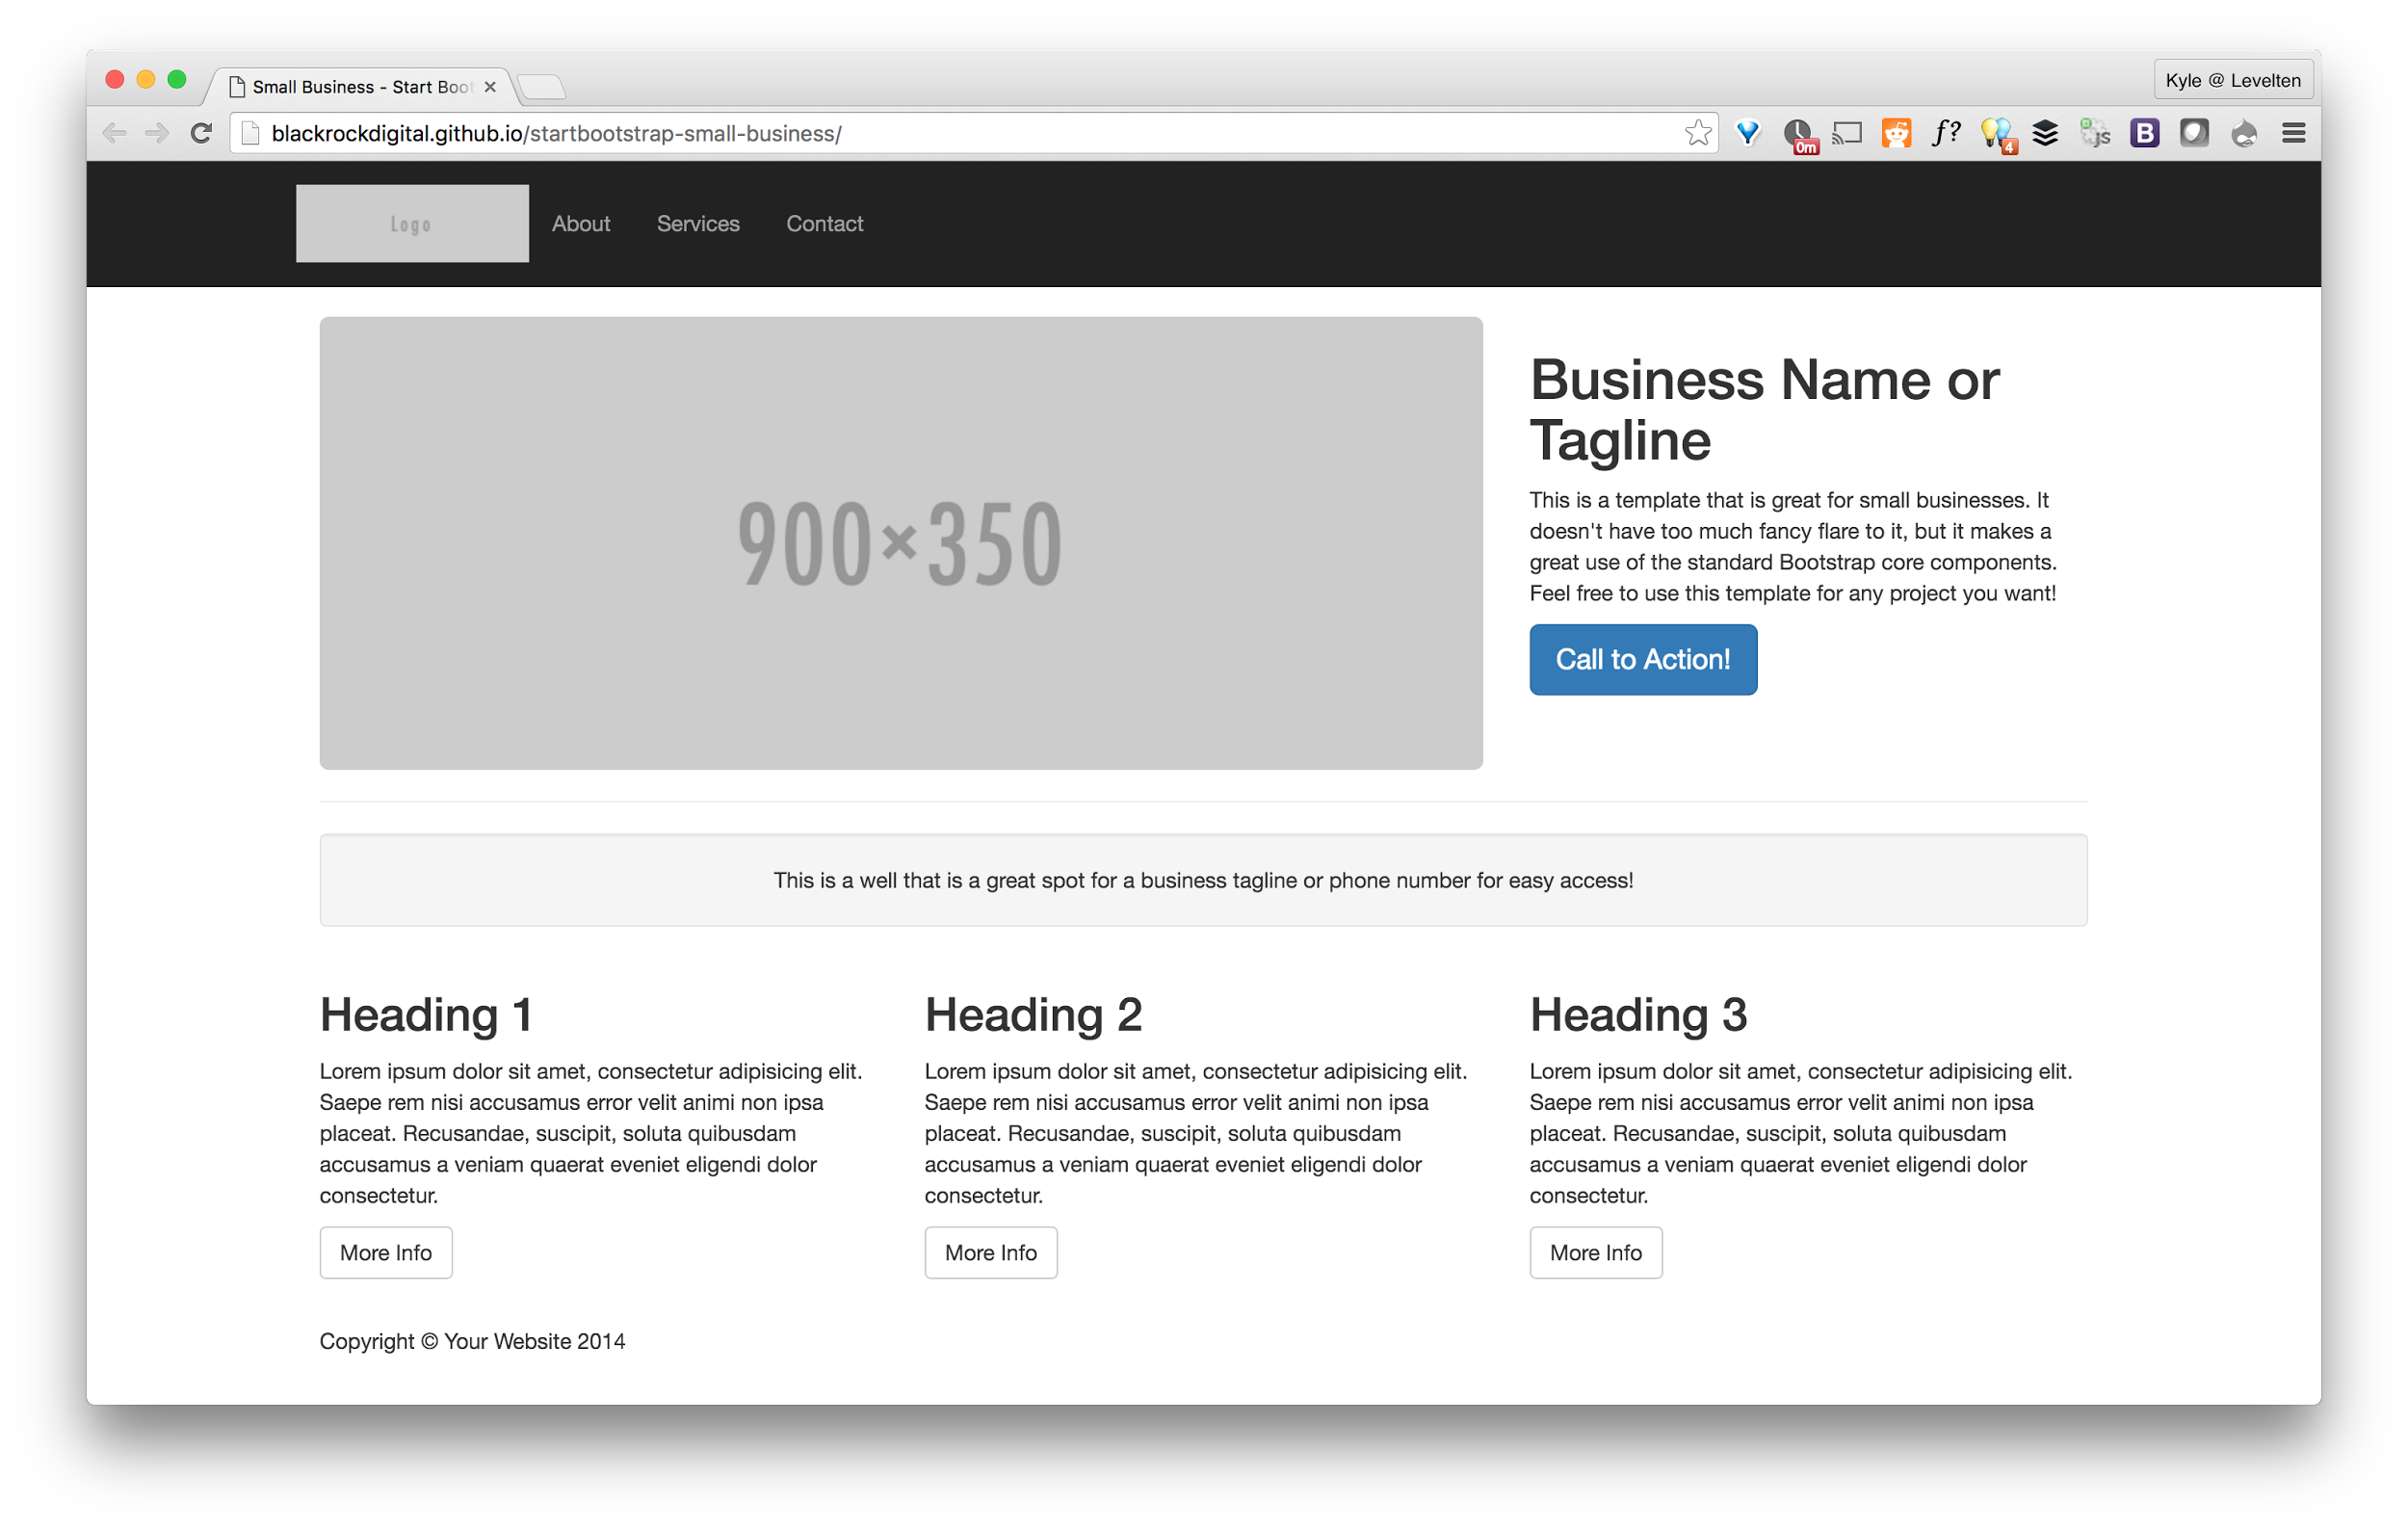 Small Business - Start Boot
Kyle @ Levelten
blackrockdigital.github.io/startbootstrap-small-business/
0m
f?
4
js
B
Logo
About
Services
Contact
900×350
Business Name or
Tagline
This is a template that is great for small businesses. It
doesn't have too much fancy flare to it, but it makes a
great use of the standard Bootstrap core components.
Feel free to use this template for any project you want!
Call to Action!
This is a well that is a great spot for a business tagline or phone number for easy access!
Heading 1
Lorem ipsum dolor sit amet, consectetur adipisicing elit.
Saepe rem nisi accusamus error velit animi non ipsa
placeat. Recusandae, suscipit, soluta quibusdam
accusamus a veniam quaerat eveniet eligendi dolor
consectetur.
More Info
Heading 2
Lorem ipsum dolor sit amet, consectetur adipisicing elit.
Saepe rem nisi accusamus error velit animi non ipsa
placeat. Recusandae, suscipit, soluta quibusdam
accusamus a veniam quaerat eveniet eligendi dolor
consectetur.
More Info
Heading 3
Lorem ipsum dolor sit amet, consectetur adipisicing elit.
Saepe rem nisi accusamus error velit animi non ipsa
placeat. Recusandae, suscipit, soluta quibusdam
accusamus a veniam quaerat eveniet eligendi dolor
consectetur.
More Info
Copyright © Your Website 2014